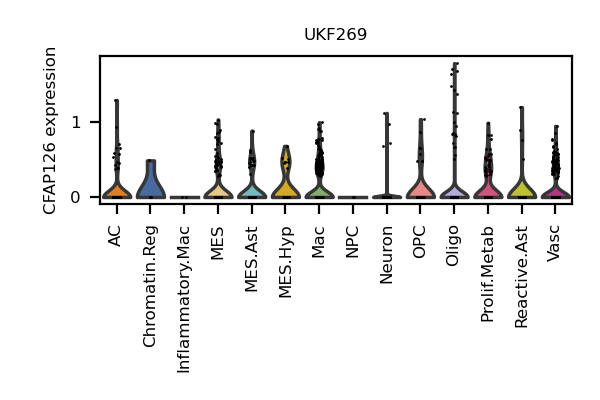 UKF269
CFAP126 expression
1
0
AC
Chromatin.Reg
Inflammatory.Mac
MES
MES.Ast
MES.Hyp
Mac
NPC
Neuron
OPC
Oligo
Prolif.Metab
Reactive.Ast
Vasc